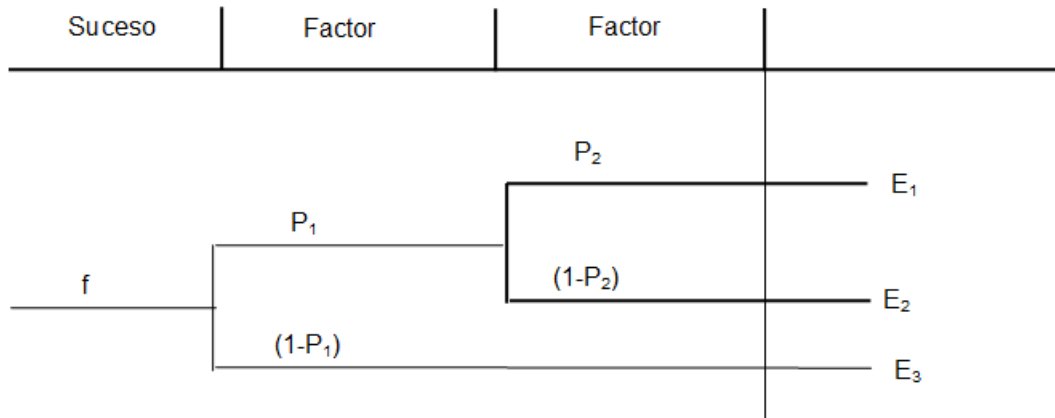 Suceso Factor Factor
P₂
E₁
P₁
f
(1-P₂)
E₂
(1-P₁)
E₃